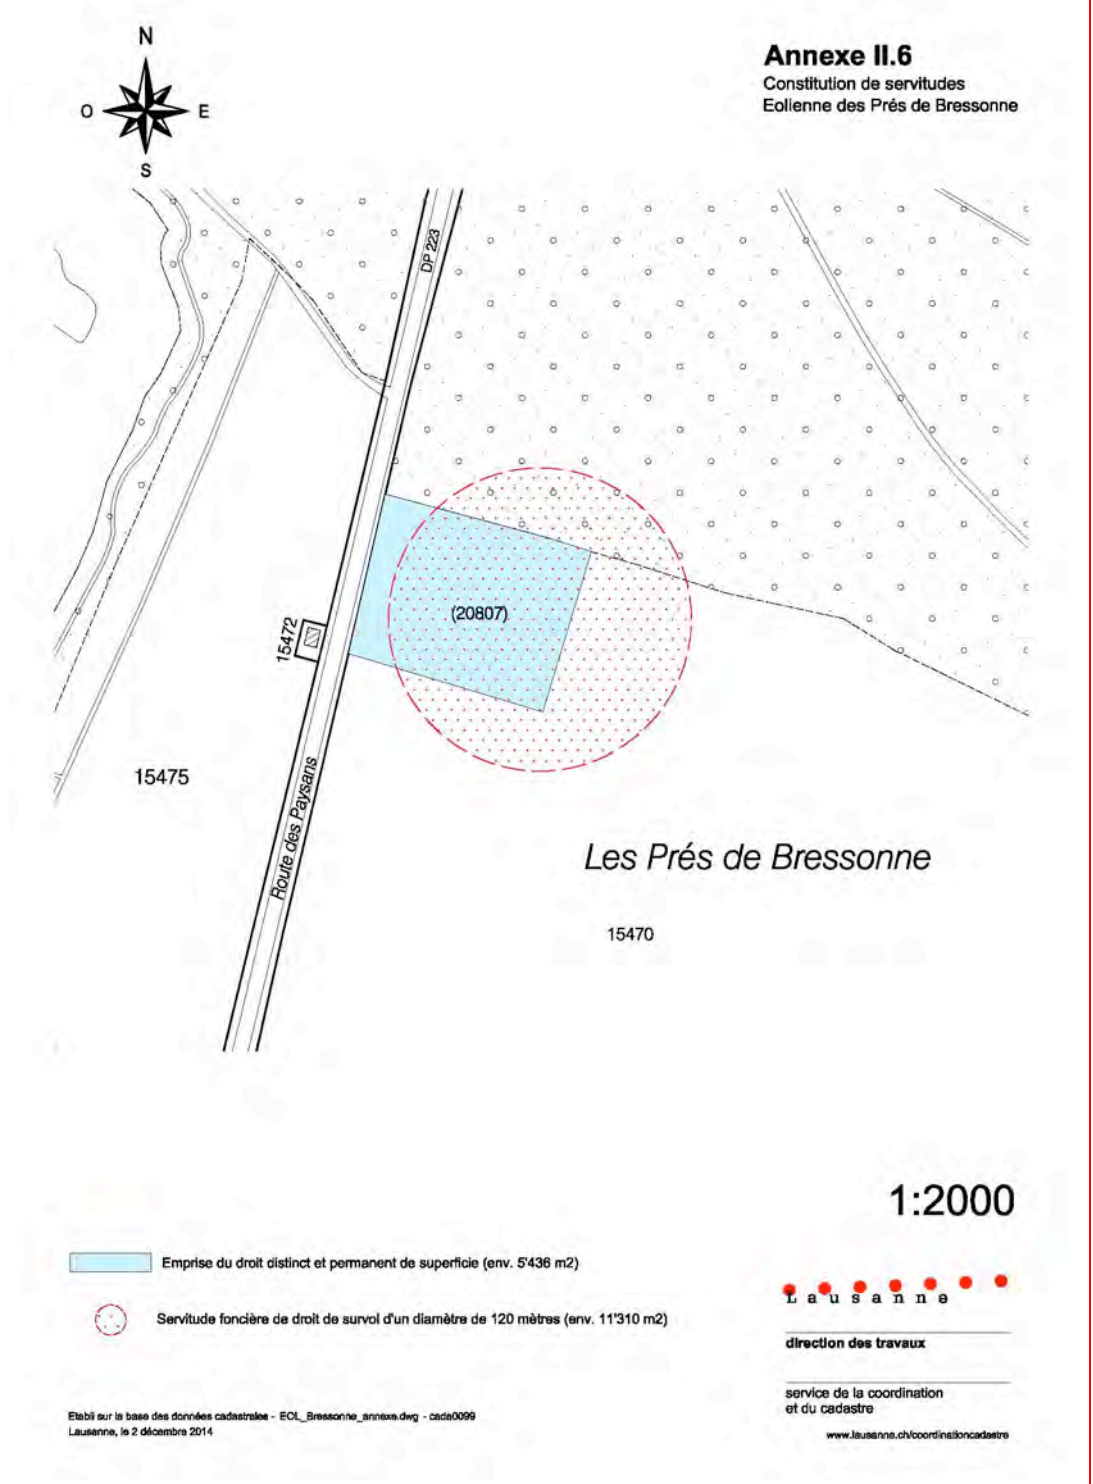 N
O E
S
Annexe II.6
Constitution de servitudes
Eolienne des Prés de Bressonne
DP 223
(20807)
15472
15475
Route des Paysans
Les Prés de Bressonne
15470
1:2000
Emprise du droit distinct et permanent de superficie (env. 5'436 m2)
Servitude foncière de droit de survol d'un diamètre de 120 mètres (env. 11'310 m2)
Lausanne
direction des travaux
service de la coordination
et du cadastre
www.lausanne.ch/coordinationcadastre
Etabli sur la base des données cadastrales - EOL_Bressonne_annexe.dwg - cada0099
Lausanne, le 2 décembre 2014